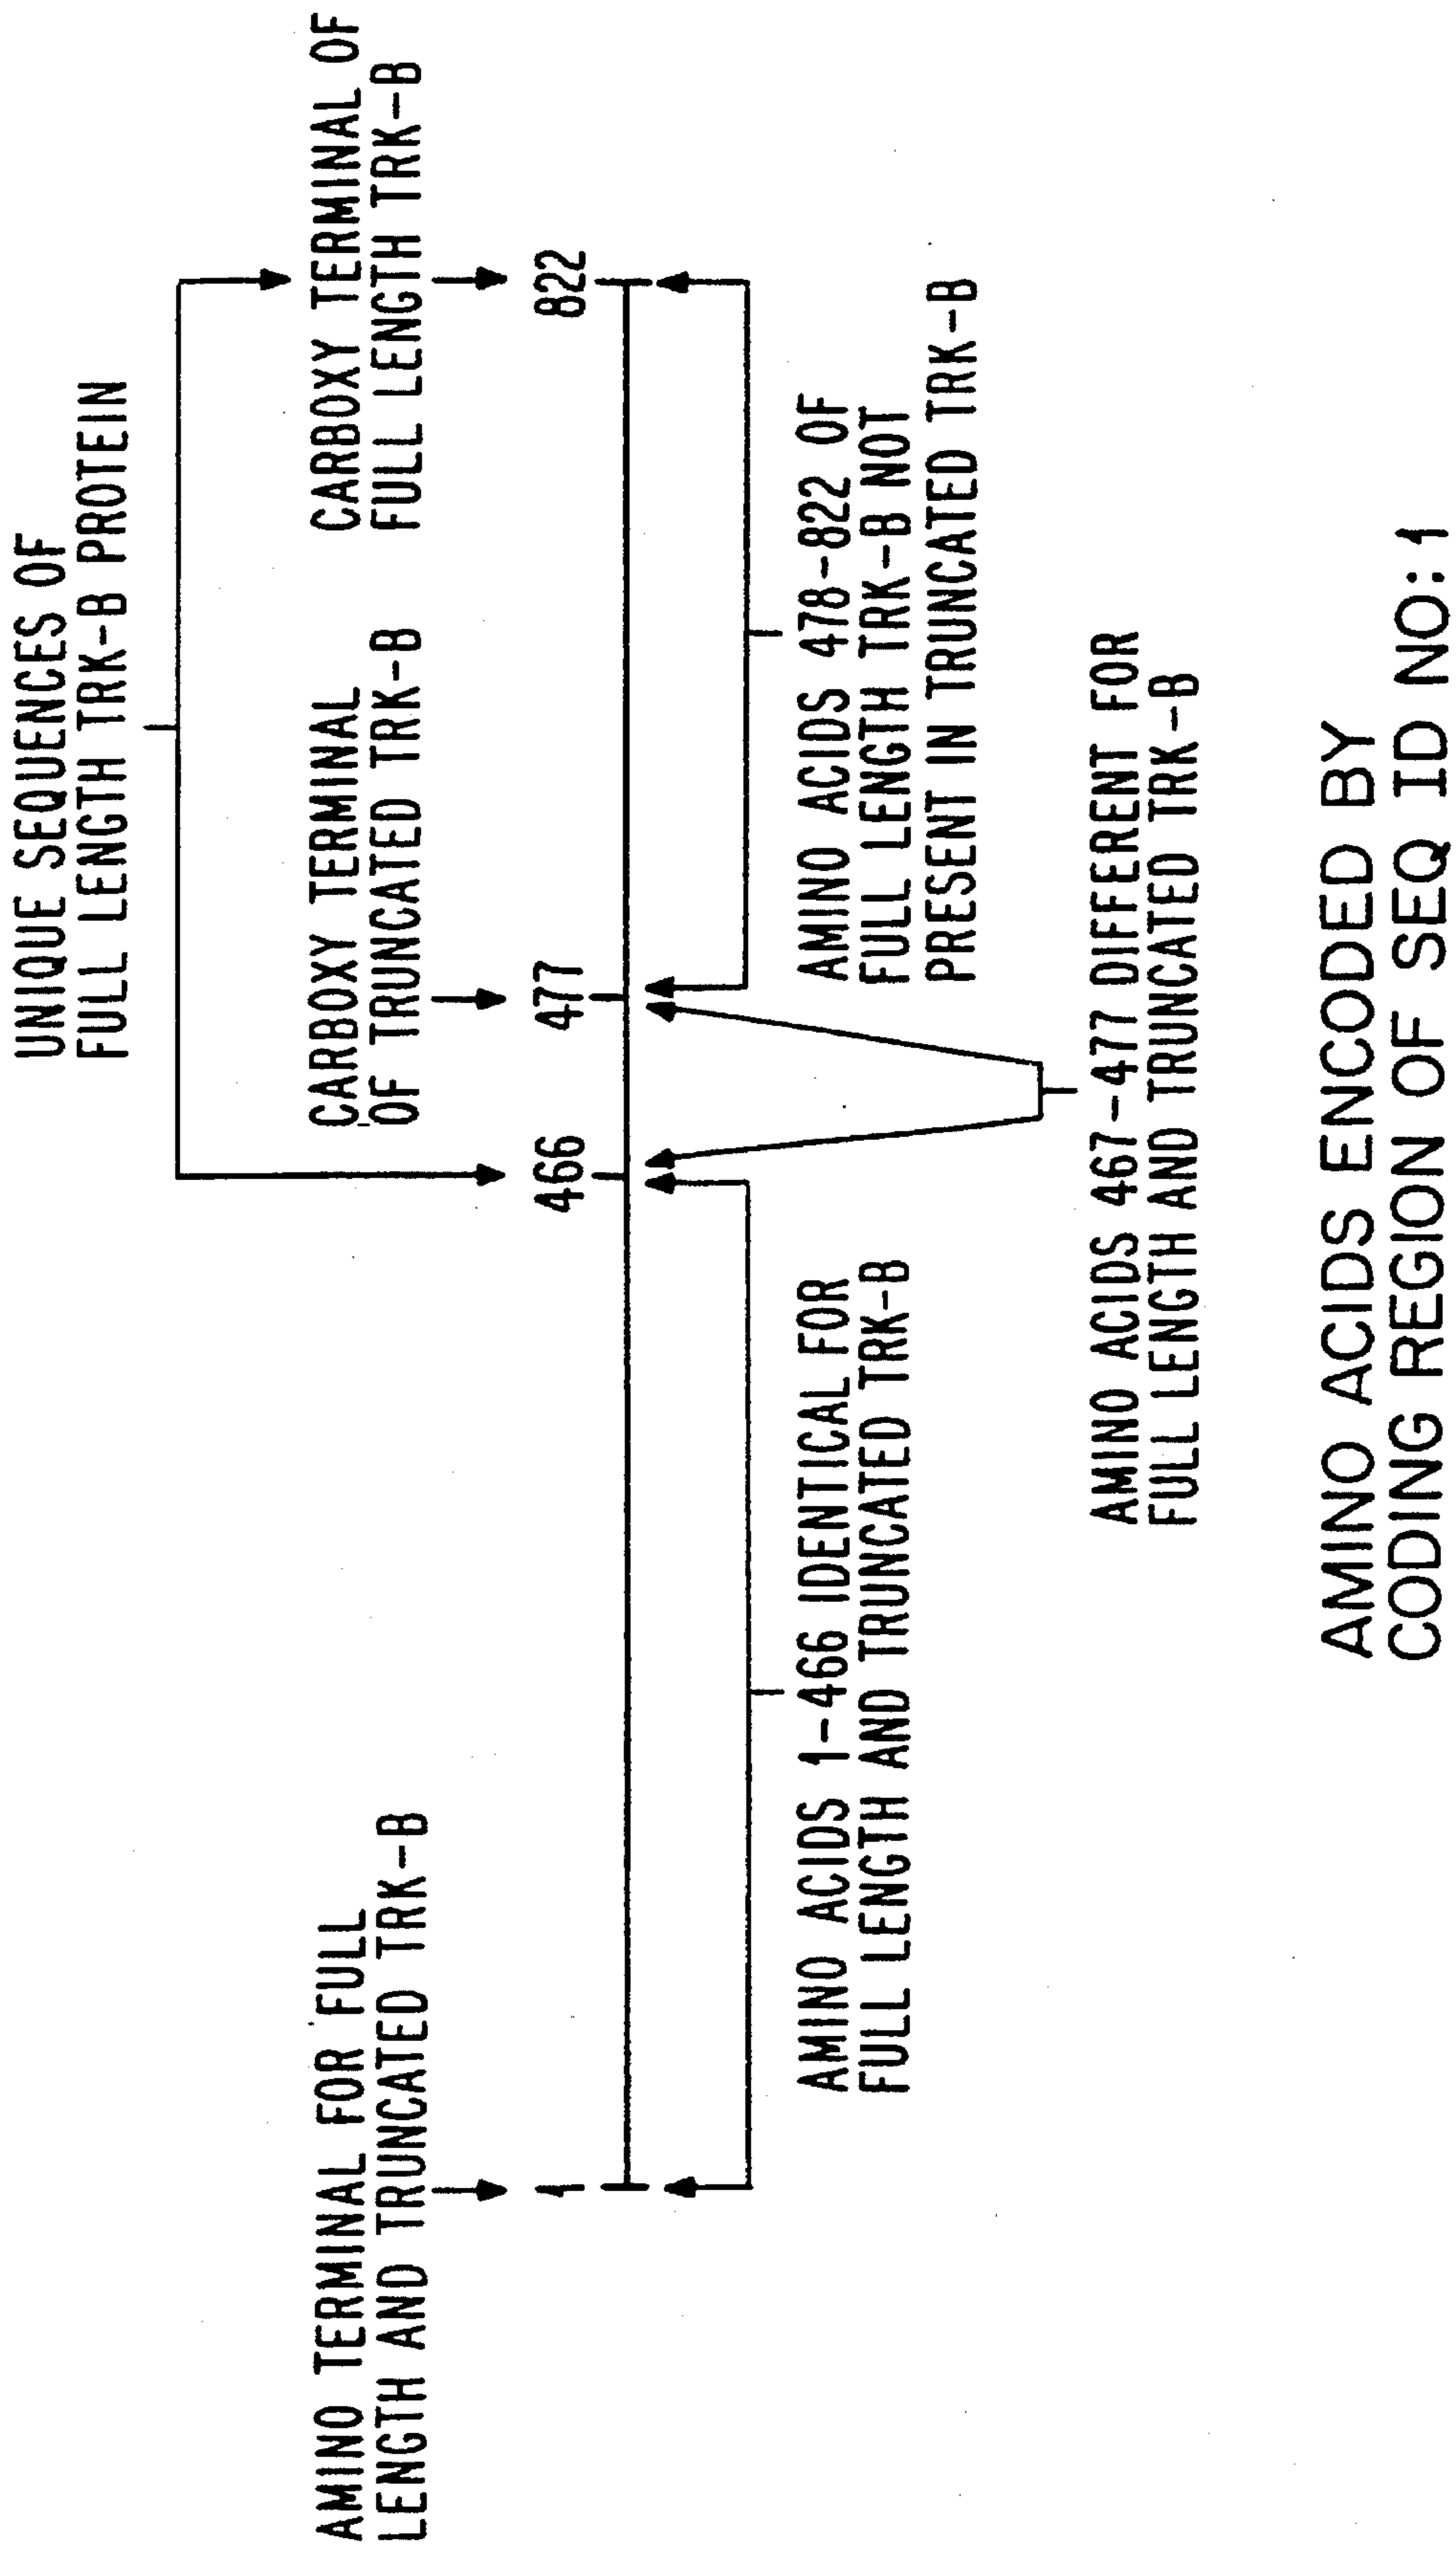 UNIQUE SEQUENCES OF
FULL LENGTH TRK-B PROTEIN
AMINO TERMINAL FOR FULL
LENGTH AND TRUNCATED TRK-B
CARBOXY TERMINAL
OF TRUNCATED TRK-B
CARBOXY TERMINAL OF
FULL LENGTH TRK-B
1
466
477
822
AMINO ACIDS 1-466 IDENTICAL FOR
FULL LENGTH AND TRUNCATED TRK-B
AMINO ACIDS 478-822 OF
FULL LENGTH TRK-B NOT
PRESENT IN TRUNCATED TRK-B
AMINO ACIDS 467-477 DIFFERENT FOR
FULL LENGTH AND TRUNCATED TRK-B
AMINO ACIDS ENCODED BY
CODING REGION OF SEQ ID NO:1